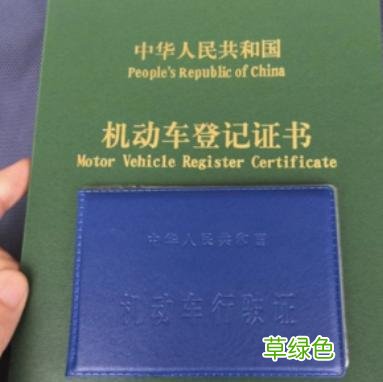 中华人民共和国
People's Republic of China
机动车登记证书
Motor Vehicle Register Certificate
中华人民共和国
机动车行驶证
草绿色